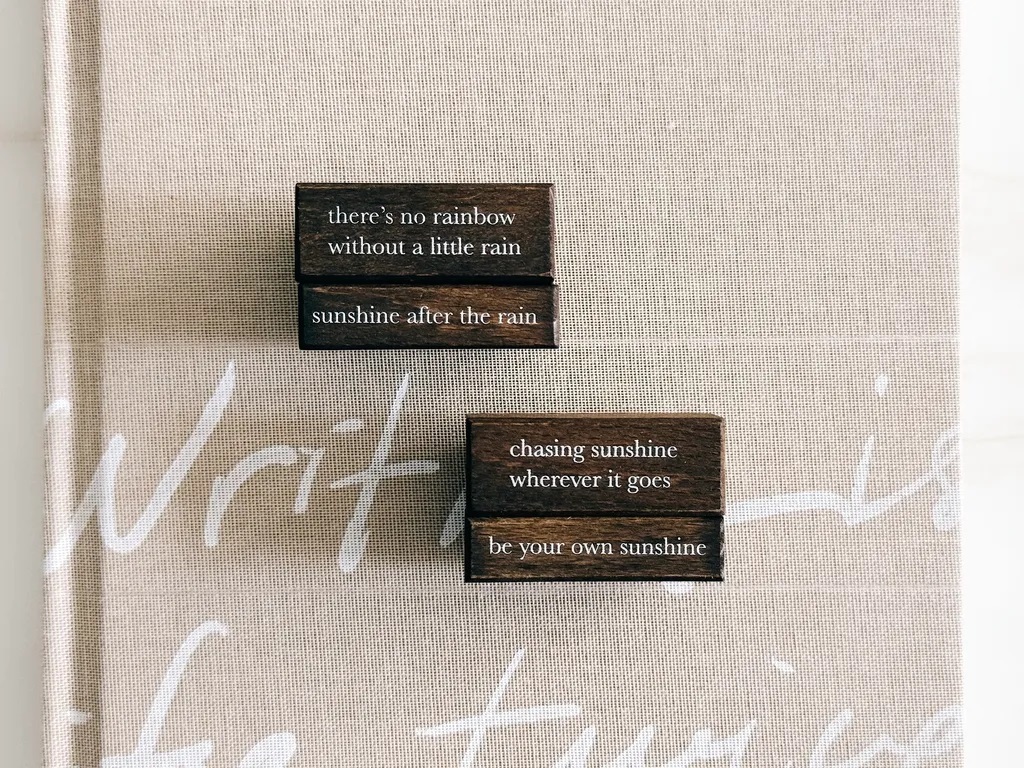 there's no rainbow
without a little rain
sunshine after the rain
chasing sunshine
wherever it goes
be your own sunshine
is